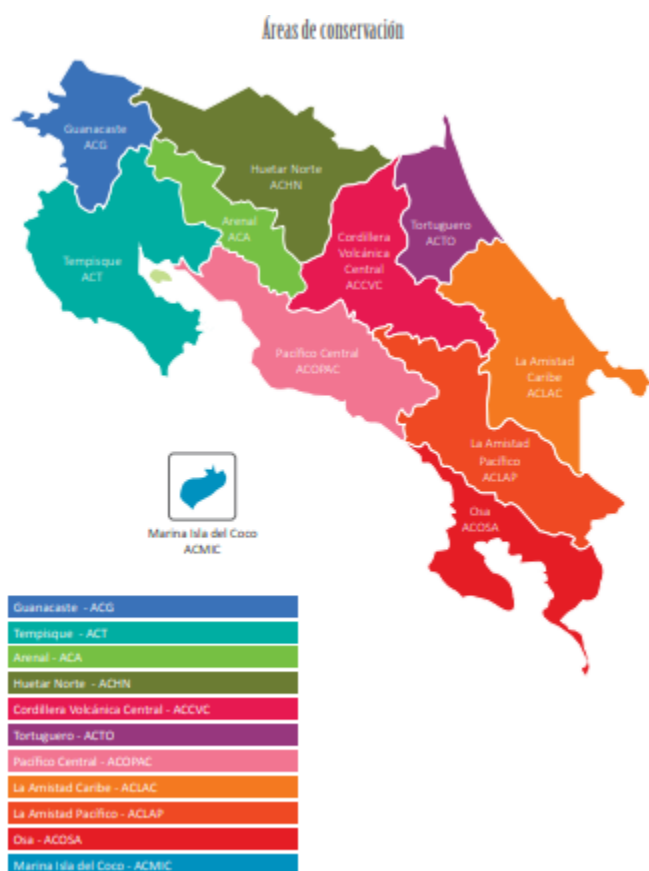 Áreas de conservación
Guanacaste
ACG
Huetar Norte
ACHN
Arenal
ACA
Tortuguero
ACTO
Cordillera
Volcánica
Central
ACCVC
Tempisque
ACT
Pacífico Central
ACOPAC
La Amistad
Caribe
ACLAC
La Amistad
Pacífico
ACLAP
Osa
ACOSA
Marina Isla del Coco
ACMIC
Guanacaste - ACG
Tempisque - ACT
Arenal - ACA
Huetar Norte - ACHN
Cordillera Volcánica Central - ACCVC
Tortuguero - ACTO
Pacífico Central - ACOPAC
La Amistad Caribe - ACLAC
La Amistad Pacífico - ACLAP
Osa - ACOSA
Marina Isla del Coco - ACMIC